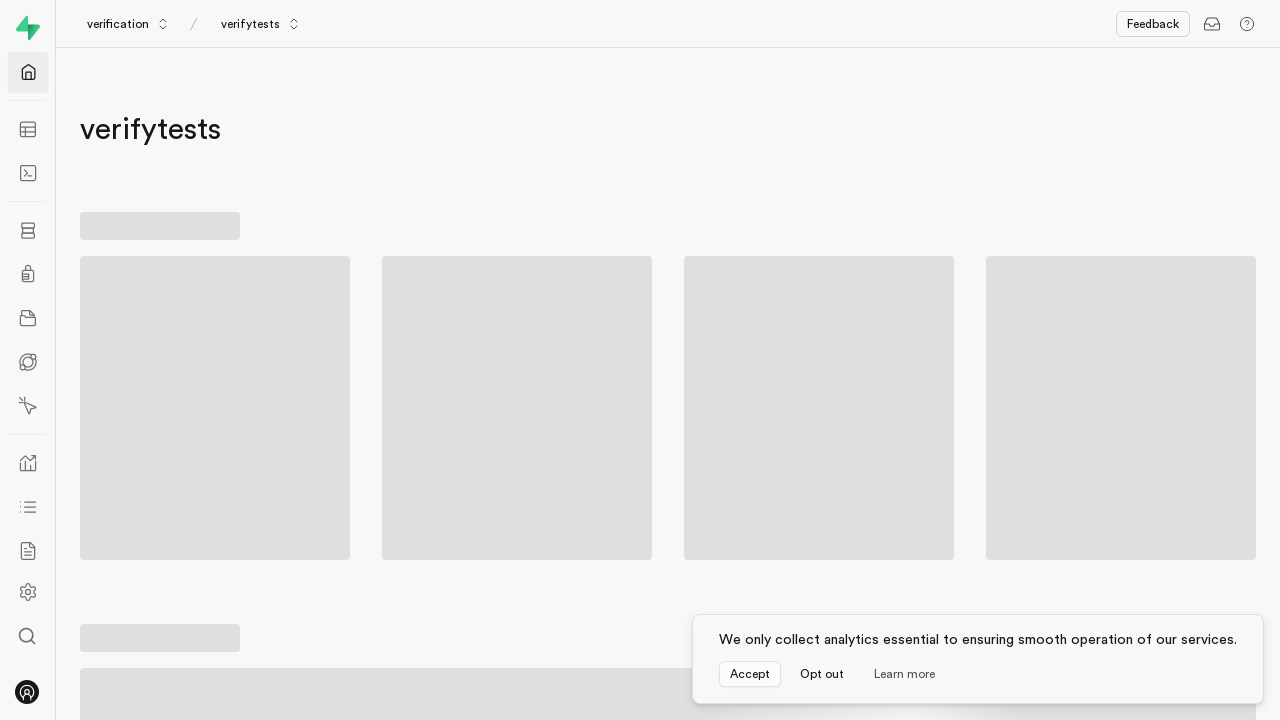 verification / verifytests
Feedback
verifytests
We only collect analytics essential to ensuring smooth operation of our services.
Accept Opt out Learn more